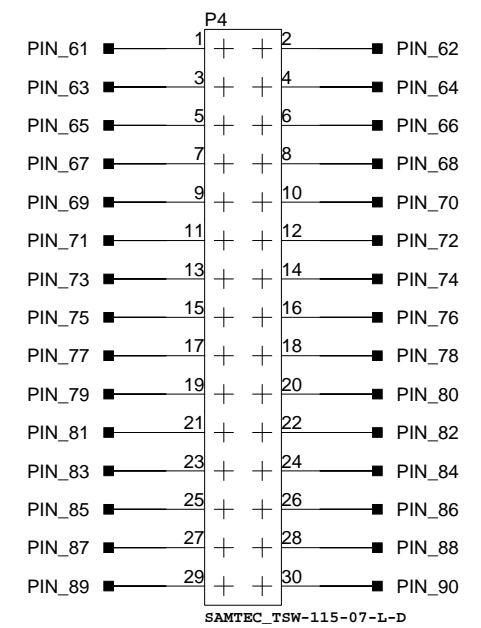 P4
PIN_61 1 2 PIN_62
PIN_63 3 4 PIN_64
PIN_65 5 6 PIN_66
PIN_67 7 8 PIN_68
PIN_69 9 10 PIN_70
PIN_71 11 12 PIN_72
PIN_73 13 14 PIN_74
PIN_75 15 16 PIN_76
PIN_77 17 18 PIN_78
PIN_79 19 20 PIN_80
PIN_81 21 22 PIN_82
PIN_83 23 24 PIN_84
PIN_85 25 26 PIN_86
PIN_87 27 28 PIN_88
PIN_89 29 30 PIN_90
SAMTEC_TSW-115-07-L-D